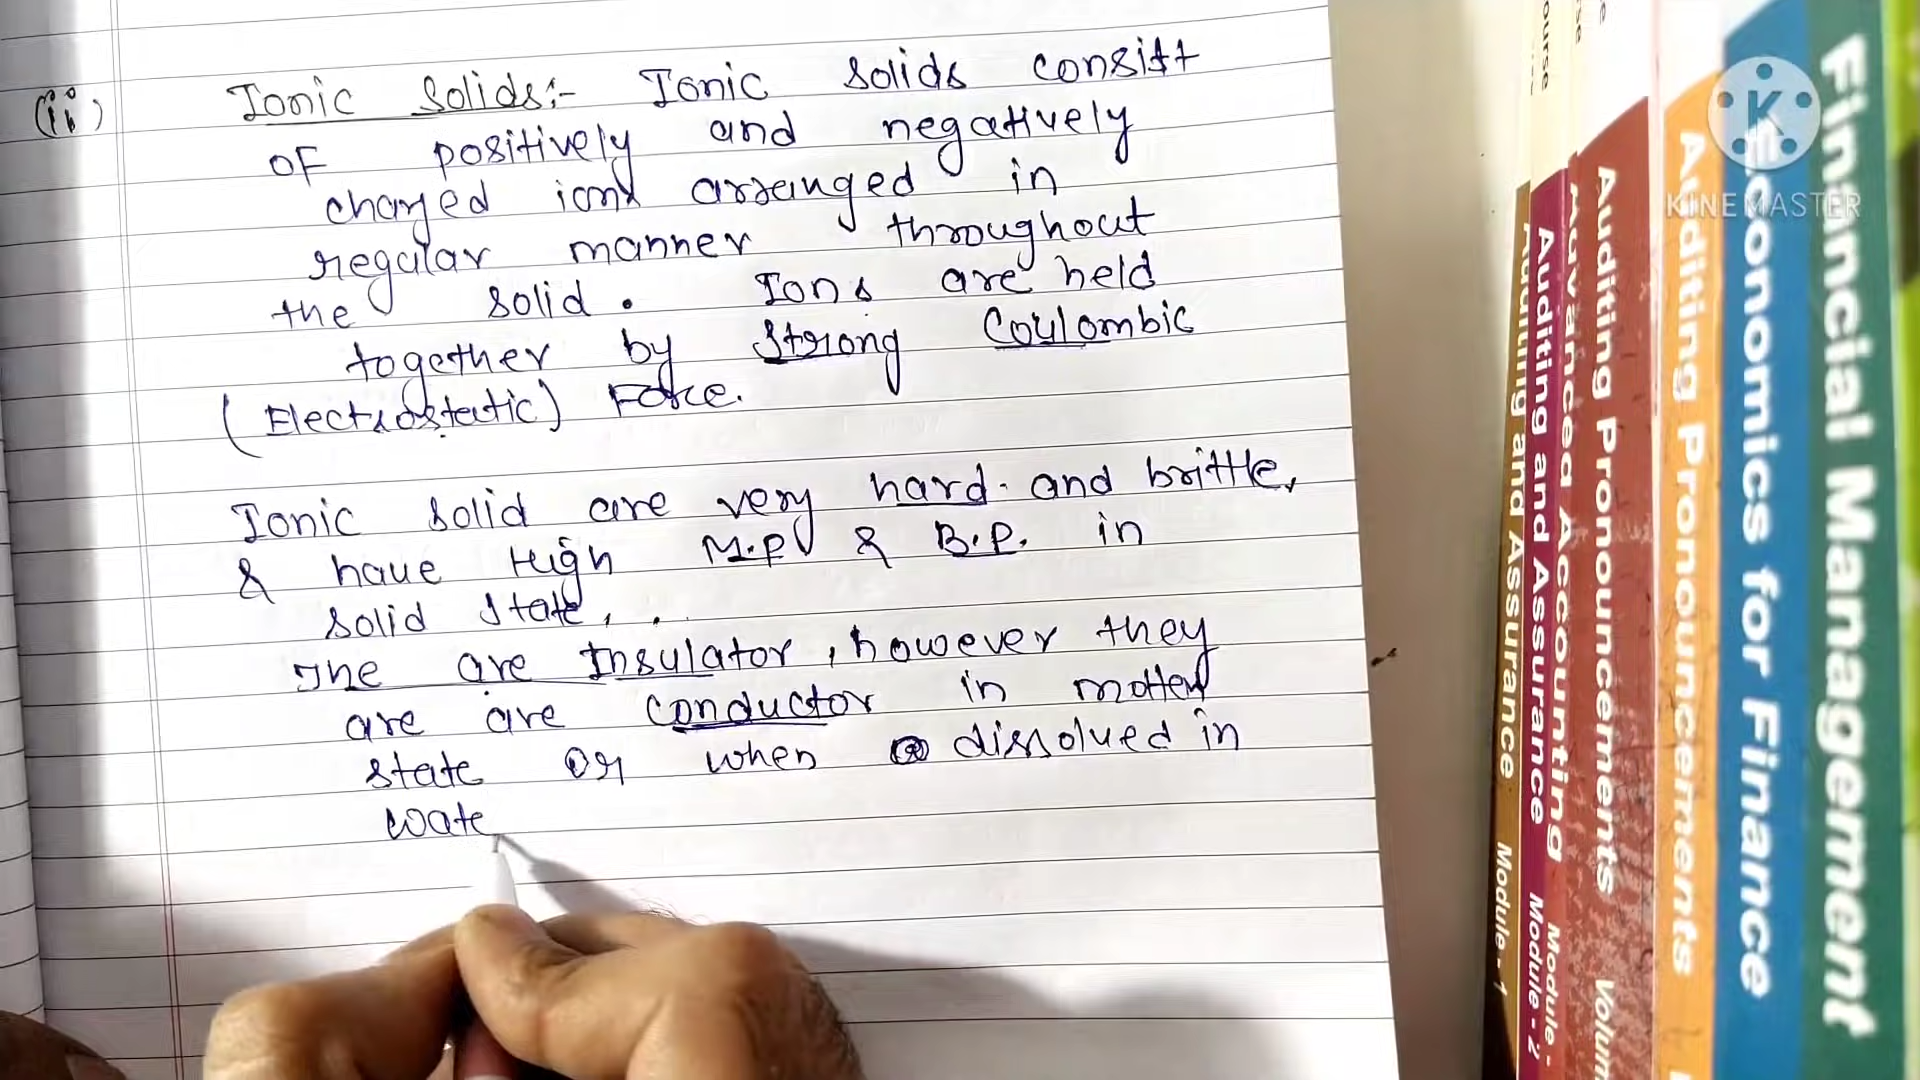 (ii) Ionic Solids:- Ionic solids consist
of positively and negatively
charged ions arranged in
regular manner throughout
the solid. Ions are held
together by strong Coulombic
(Electrostatic) Force.
Ionic solid are very hard and brittle,
& have High M.P & B.P. in
solid state,.
The are Insulator, however they
are are conductor in molten
state or when dissolved in
wate
K
KINEMASTER
ourse
Auditing and Assurance Module - 1
Auditing and Assurance Module - 2
Advanced Accounting Module -
Auditing Pronouncements Volum
Auditing Pronouncements
Economics for Finance
Financial Management